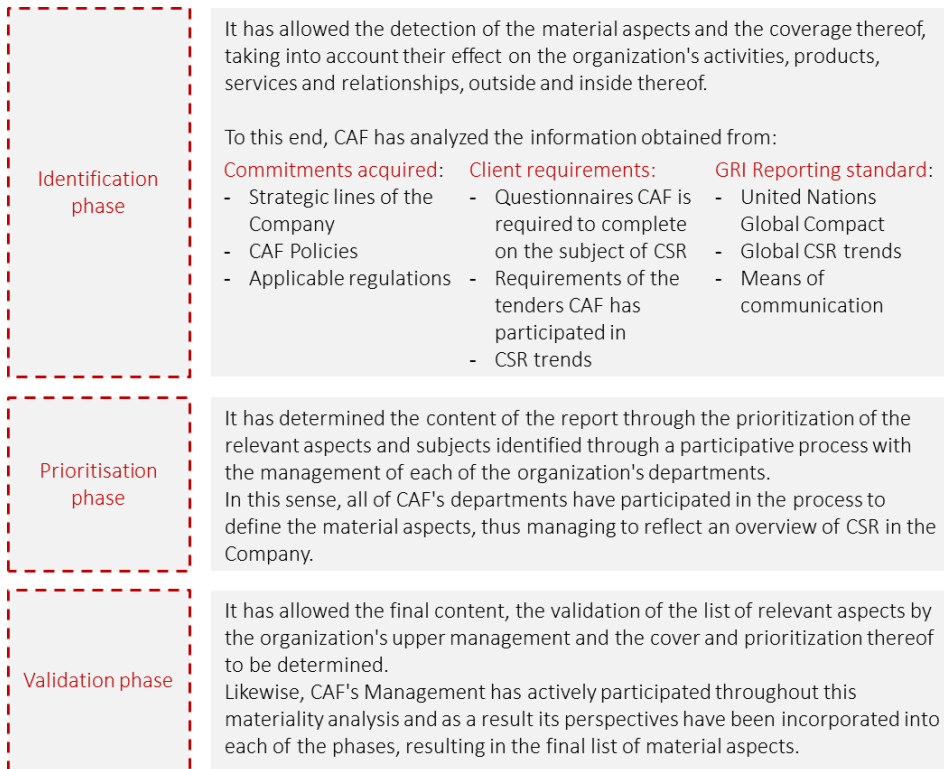 Identification
phase
It has allowed the detection of the material aspects and the coverage thereof,
taking into account their effect on the organization's activities, products,
services and relationships, outside and inside thereof.
To this end, CAF has analyzed the information obtained from:
Commitments acquired:
- Strategic lines of the
Company
- CAF Policies
- Applicable regulations
Client requirements:
- Questionnaires CAF is
required to complete
on the subject of CSR
- Requirements of the
tenders CAF has
participated in
- CSR trends
GRI Reporting standard:
- United Nations
Global Compact
- Global CSR trends
- Means of
communication
Prioritisation
phase
It has determined the content of the report through the prioritization of the
relevant aspects and subjects identified through a participative process with
the management of each of the organization's departments.
In this sense, all of CAF's departments have participated in the process to
define the material aspects, thus managing to reflect an overview of CSR in the
Company.
Validation phase
It has allowed the final content, the validation of the list of relevant aspects by
the organization's upper management and the cover and prioritization thereof
to be determined.
Likewise, CAF's Management has actively participated throughout this
materiality analysis and as a result its perspectives have been incorporated into
each of the phases, resulting in the final list of material aspects.